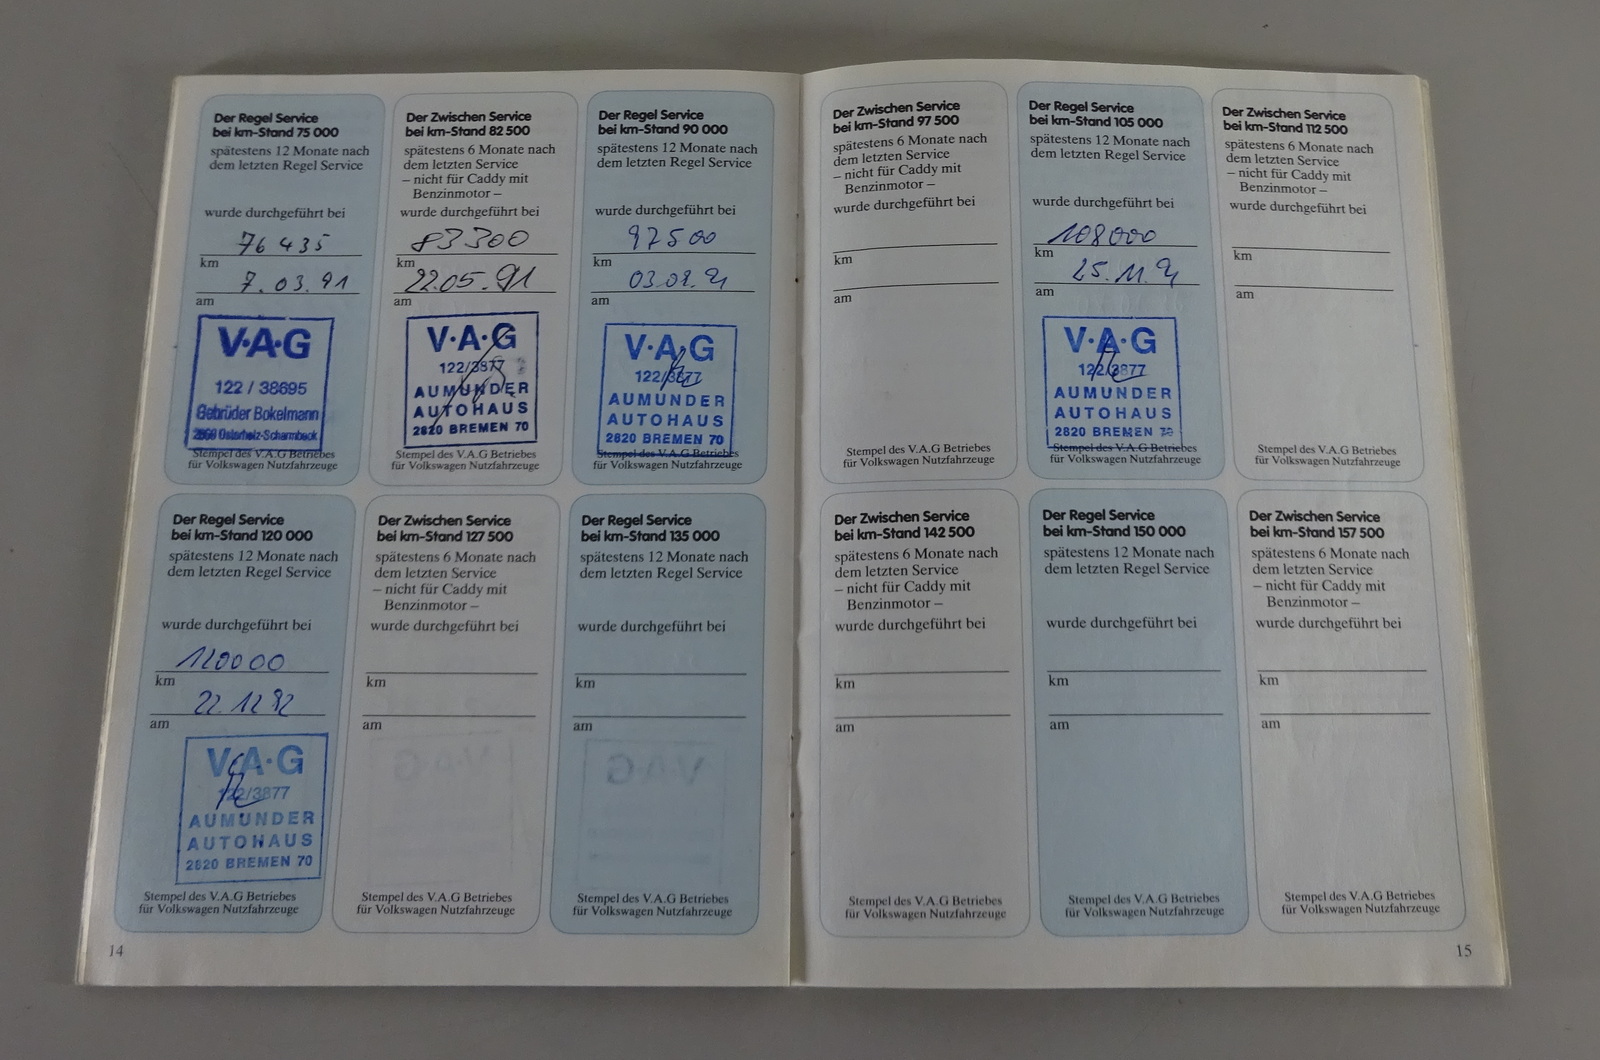 Der Regel Service
bei km-Stand 75 000
spätestens 12 Monate nach
dem letzten Regel Service
wurde durchgeführt bei
76 435
km
7.03.91
am
V·A·G
122 / 38695
Gebrüder Bokelmann
2860 Osterholz-Scharmbeck
Stempel des V.A.G Betriebes
für Volkswagen Nutzfahrzeuge
Der Zwischen Service
bei km-Stand 82 500
spätestens 6 Monate nach
dem letzten Service
– nicht für Caddy mit
Benzinmotor –
wurde durchgeführt bei
83 300
km
22.05.91
am
V·A·G
122/3877
AUMUNDER
AUTOHAUS
2820 BREMEN 70
Stempel des V.A.G Betriebes
für Volkswagen Nutzfahrzeuge
Der Regel Service
bei km-Stand 90 000
spätestens 12 Monate nach
dem letzten Regel Service
wurde durchgeführt bei
km
am
V·A·G
122/3877
AUMUNDER
AUTOHAUS
2820 BREMEN 70
Stempel des V.A.G Betriebes
für Volkswagen Nutzfahrzeuge
Der Zwischen Service
bei km-Stand 97 500
spätestens 6 Monate nach
dem letzten Service
– nicht für Caddy mit
Benzinmotor –
wurde durchgeführt bei
km
am
Stempel des V.A.G Betriebes
für Volkswagen Nutzfahrzeuge
Der Regel Service
bei km-Stand 105 000
spätestens 12 Monate nach
dem letzten Regel Service
wurde durchgeführt bei
108000
km
25.11.91
am
V·A·G
122/3877
AUMUNDER
AUTOHAUS
2820 BREMEN 70
Stempel des V.A.G Betriebes
für Volkswagen Nutzfahrzeuge
Der Zwischen Service
bei km-Stand 112 500
spätestens 6 Monate nach
dem letzten Service
– nicht für Caddy mit
Benzinmotor –
wurde durchgeführt bei
km
am
Stempel des V.A.G Betriebes
für Volkswagen Nutzfahrzeuge
Der Regel Service
bei km-Stand 120 000
spätestens 12 Monate nach
dem letzten Regel Service
wurde durchgeführt bei
120000
km
22.12.92
am
V·A·G
122/3877
AUMUNDER
AUTOHAUS
2820 BREMEN 70
Stempel des V.A.G Betriebes
für Volkswagen Nutzfahrzeuge
Der Zwischen Service
bei km-Stand 127 500
spätestens 6 Monate nach
dem letzten Service
– nicht für Caddy mit
Benzinmotor –
wurde durchgeführt bei
km
am
Stempel des V.A.G Betriebes
für Volkswagen Nutzfahrzeuge
Der Regel Service
bei km-Stand 135 000
spätestens 12 Monate nach
dem letzten Regel Service
wurde durchgeführt bei
km
am
Stempel des V.A.G Betriebes
für Volkswagen Nutzfahrzeuge
Der Zwischen Service
bei km-Stand 142 500
spätestens 6 Monate nach
dem letzten Service
– nicht für Caddy mit
Benzinmotor –
wurde durchgeführt bei
km
am
Stempel des V.A.G Betriebes
für Volkswagen Nutzfahrzeuge
Der Regel Service
bei km-Stand 150 000
spätestens 12 Monate nach
dem letzten Regel Service
wurde durchgeführt bei
km
am
Stempel des V.A.G Betriebes
für Volkswagen Nutzfahrzeuge
Der Zwischen Service
bei km-Stand 157 500
spätestens 6 Monate nach
dem letzten Service
– nicht für Caddy mit
Benzinmotor –
wurde durchgeführt bei
km
am
Stempel des V.A.G Betriebes
für Volkswagen Nutzfahrzeuge
14
15